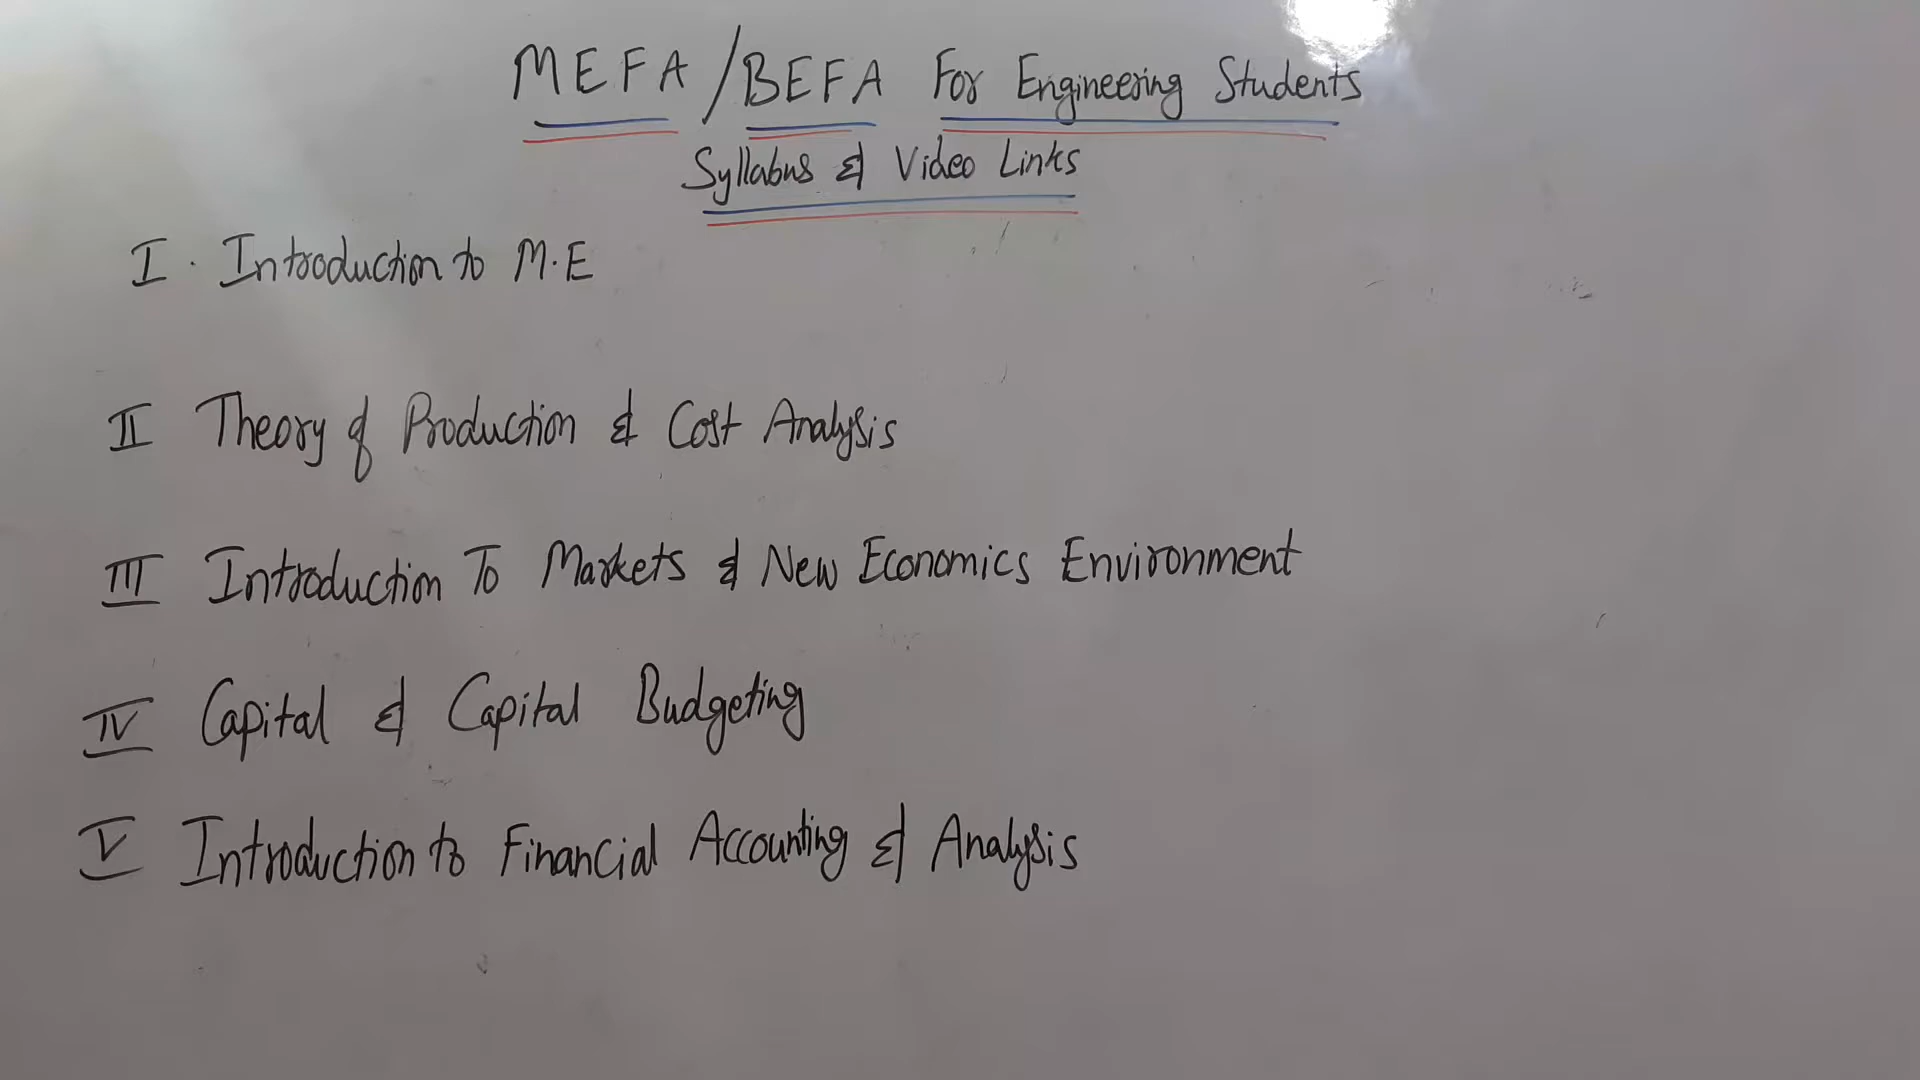 MEFA/BEFA For Engineering Students
Syllabus & Video Links
I. Introduction to M.E
II Theory of Production & Cost Analysis
III Introduction To Markets & New Economics Environment
IV Capital & Capital Budgeting
V Introduction to Financial Accounting & Analysis